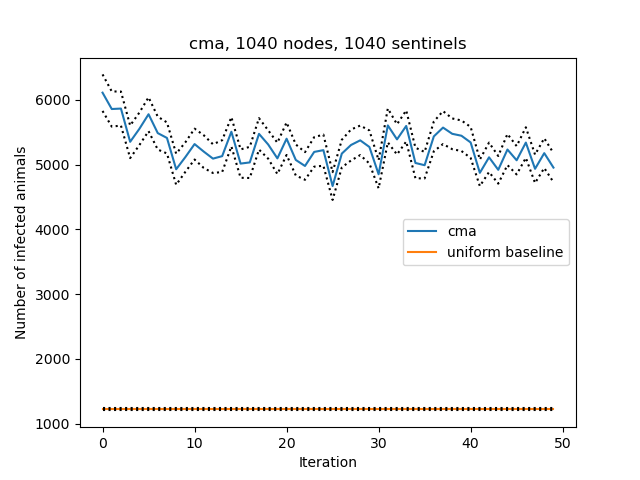 cma, 1040 nodes, 1040 sentinels
Number of infected animals
6000
5000
4000
3000
2000
1000
cma
uniform baseline
0
10
20
30
40
50
Iteration